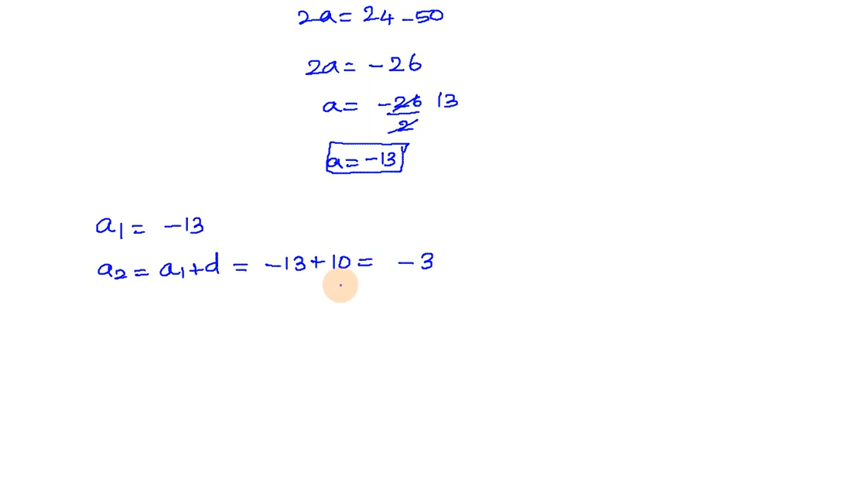 2a = 24 - 50
2a = -26
a = -26/2 13
a = -13
a1 = -13
a2 = a1 + d = -13 + 10 = -3